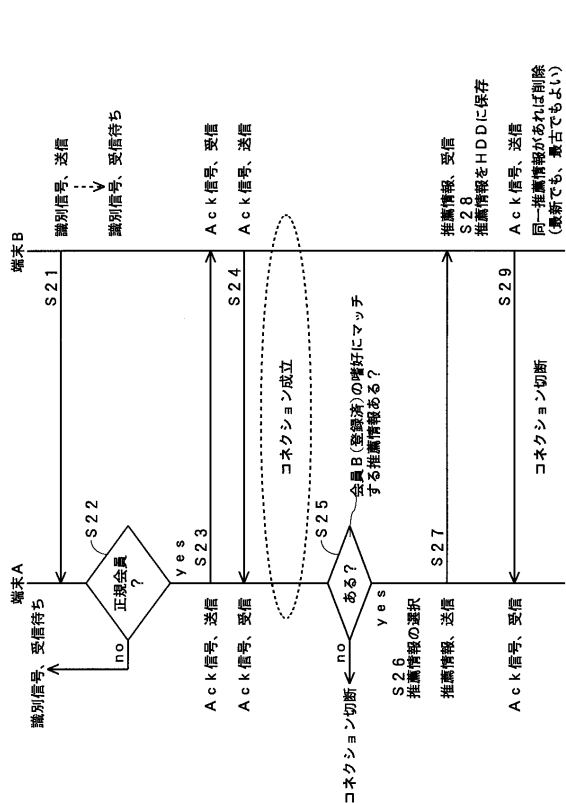 端末A
端末B
識別信号、受信待ち
S21
識別信号、送信
識別信号、受信待ち
S22
正規会員
?
no
yes
S23
Ack信号、送信
Ack信号、受信
S24
Ack信号、受信
Ack信号、送信
コネクション成立
S25
ある?
会員B(登録済)の嗜好にマッチ
する推薦情報ある?
no
コネクション切断
yes
S26
推薦情報の選択
S27
推薦情報、送信
推薦情報、受信
S28
推薦情報をHDDに保存
S29
Ack信号、受信
Ack信号、送信
コネクション切断
同一推薦情報があれば削除
(最新でも、最古でもよい)